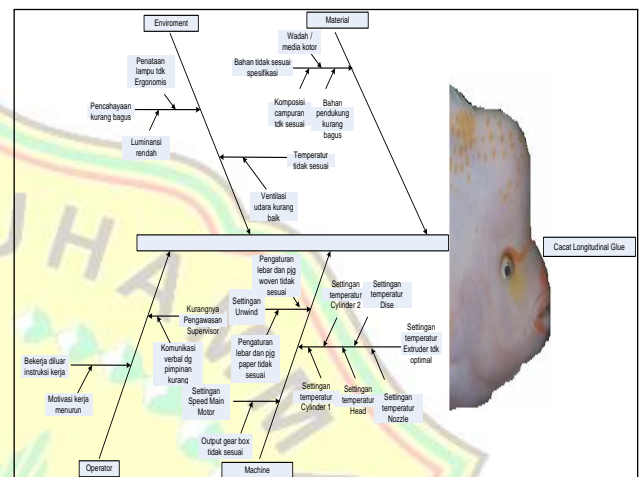 Enviroment
Material
Wadah /
media kotor
Penataan
lampu tdk
Ergonomis
Bahan tidak sesuai
spesifikasi
Pencahayaan
kurang bagus
Komposisi
campuran
tdk sesuai
Bahan
pendukung
kurang
bagus
Luminansi
rendah
Temperatur
tidak sesuai
Ventilasi
udara kurang
baik
Cacat Longitudinal Glue
Pengaturan
lebar dan pjg
woven tidak
sesuai
Settingan
temperatur
Cylinder 2
Settingan
temperatur
Dise
Settingan
Unwind
Kurangnya
Pengawasan
Supervisor
Settingan
temperatur
Extruder tdk
optimal
Komunikasi
verbal dg
pimpinan
kurang
Pengaturan
lebar dan pjg
paper tidak
sesuai
Bekerja diluar
instruksi kerja
Settingan
temperatur
Cylinder 1
Settingan
temperatur
Head
Settingan
temperatur
Nozzle
Settingan
Speed Main
Motor
Motivasi kerja
menurun
Output gear box
tidak sesuai
Operator
Machine
UHAMM